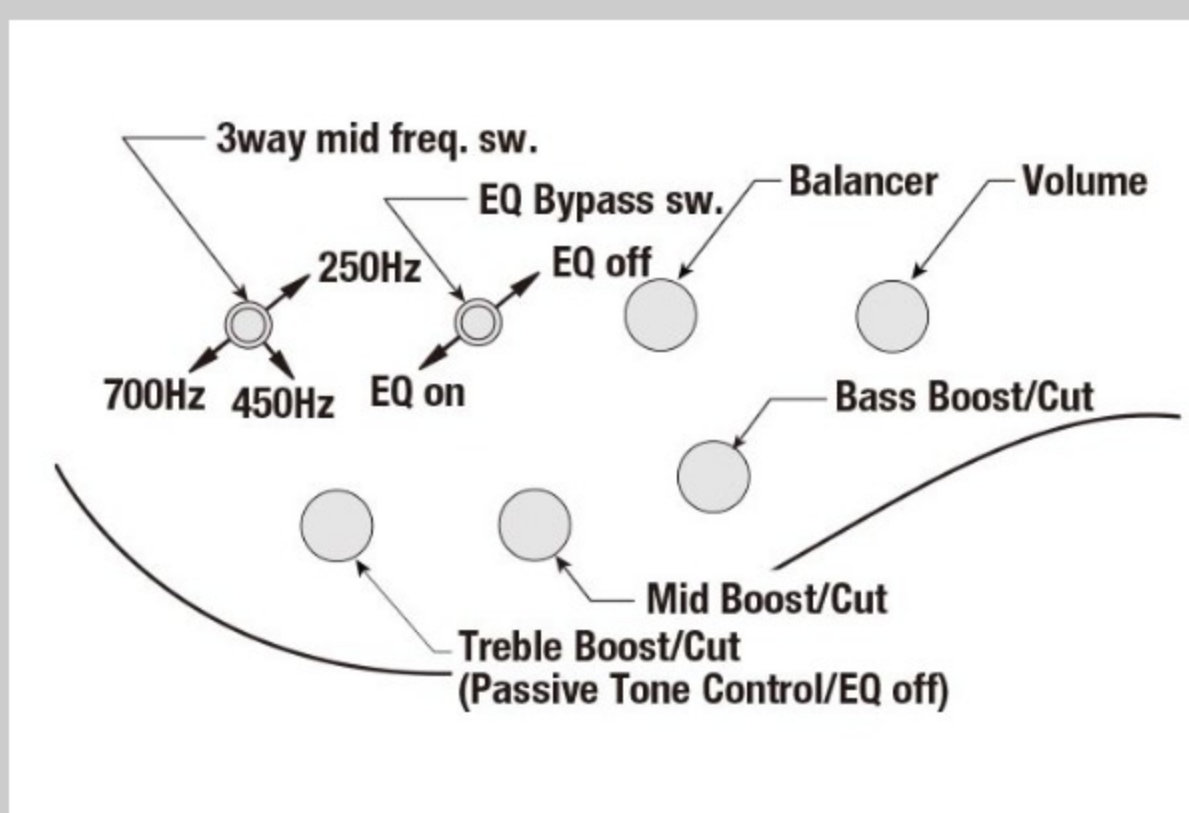 3way mid freq. sw.
EQ Bypass sw.
Balancer
Volume
250Hz
EQ off
700Hz
450Hz
EQ on
Bass Boost/Cut
Mid Boost/Cut
Treble Boost/Cut
(Passive Tone Control/EQ off)